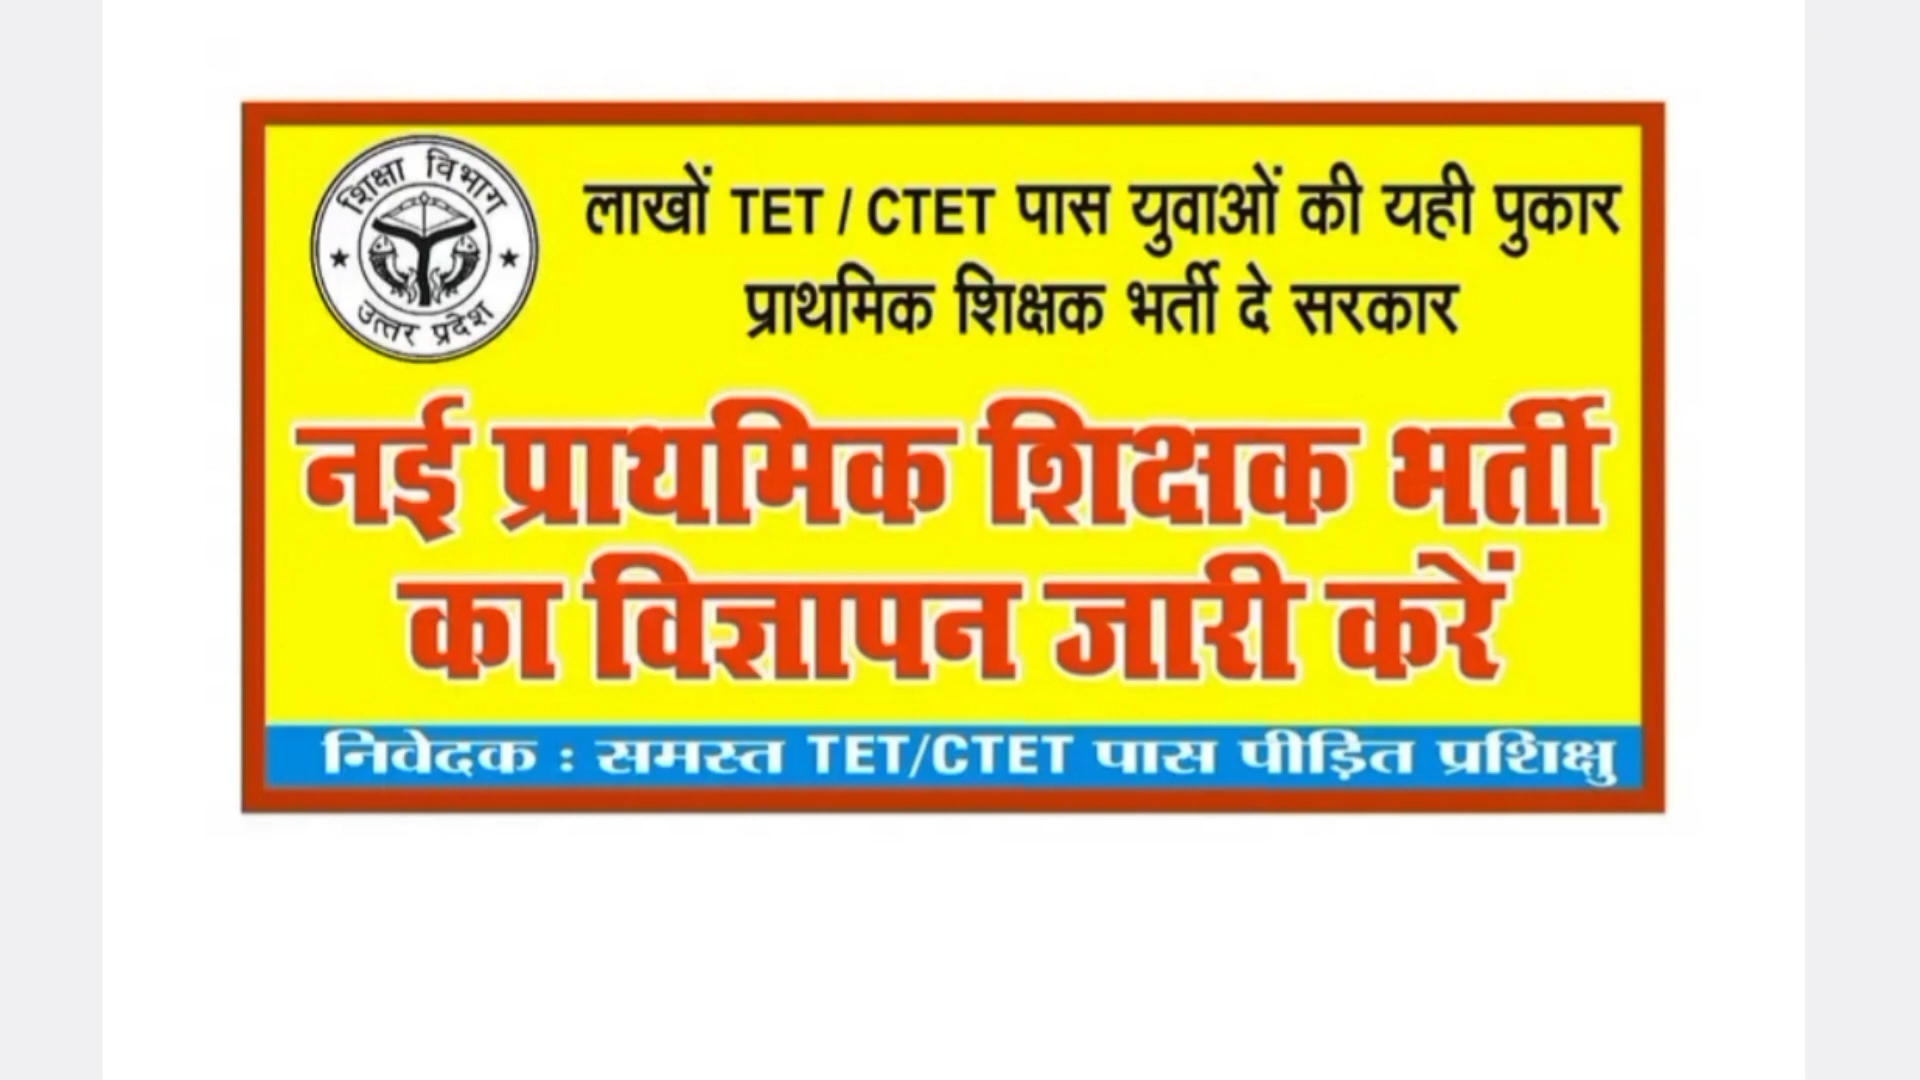 शिक्षा विभाग
उत्तर प्रदेश
लाखों TET / CTET पास युवाओं की यही पुकार
प्राथमिक शिक्षक भर्ती दे सरकार
नई प्राथमिक शिक्षक भर्ती
का विज्ञापन जारी करें
निवेदक : समस्त TET/CTET पास पीड़ित प्रशिक्षु